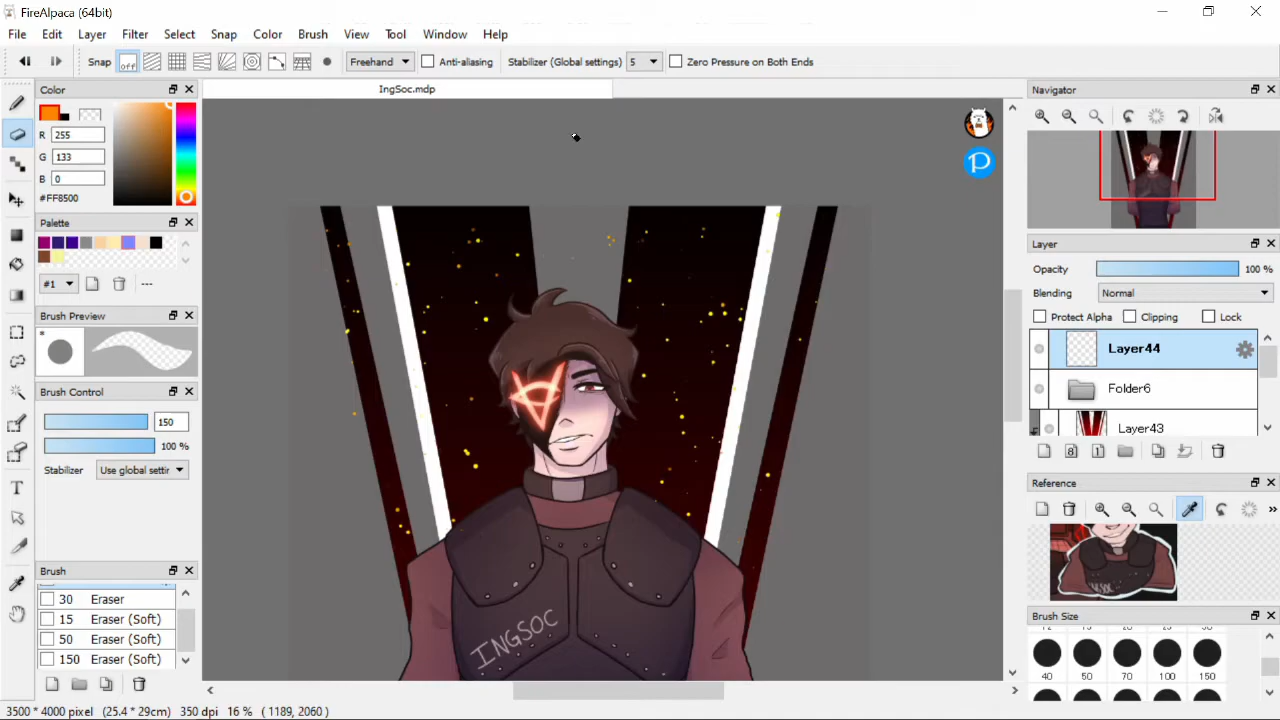 FireAlpaca (64bit)
File Edit Layer Filter Select Snap Color Brush View Tool Window Help
Snap off Freehand Anti-aliasing Stabilizer (Global settings) 5 Zero Pressure on Both Ends
Color
IngSoc.mdp
Navigator
R 255
G 133
B 0
#FF8500
Palette
#1
---
Brush Preview
*
Brush Control
150
100 %
Stabilizer Use global settir
Brush
30 Eraser
15 Eraser (Soft)
50 Eraser (Soft)
150 Eraser (Soft)
INGSOC
Layer
Opacity 100 %
Blending Normal
Protect Alpha Clipping Lock
Layer44
Folder6
Layer43
8 1
Reference
»
Brush Size
40 50 70 100 150
3500 * 4000 pixel (25.4 * 29cm) 350 dpi 16 % ( 1189, 2060 )